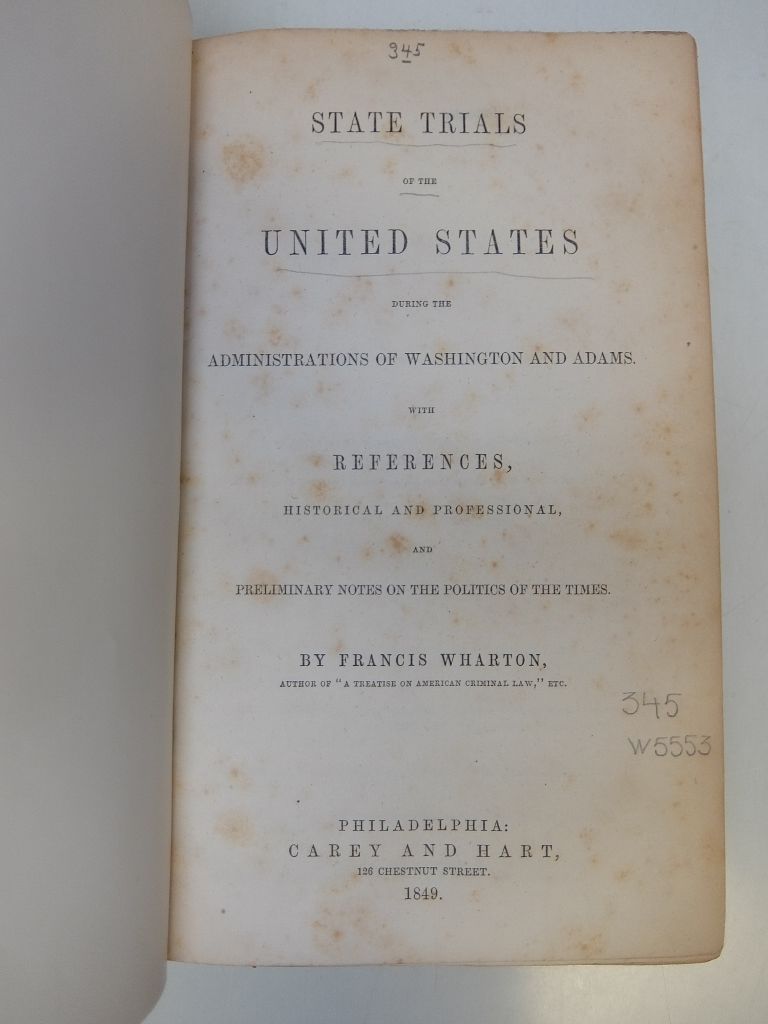 345
STATE TRIALS
OF THE
UNITED STATES
DURING THE
ADMINISTRATIONS OF WASHINGTON AND ADAMS.
WITH
REFERENCES,
HISTORICAL AND PROFESSIONAL,
AND
PRELIMINARY NOTES ON THE POLITICS OF THE TIMES.
BY FRANCIS WHARTON,
AUTHOR OF "A TREATISE ON AMERICAN CRIMINAL LAW," ETC.
345
W5553
PHILADELPHIA:
CAREY AND HART,
126 CHESTNUT STREET.
1849.